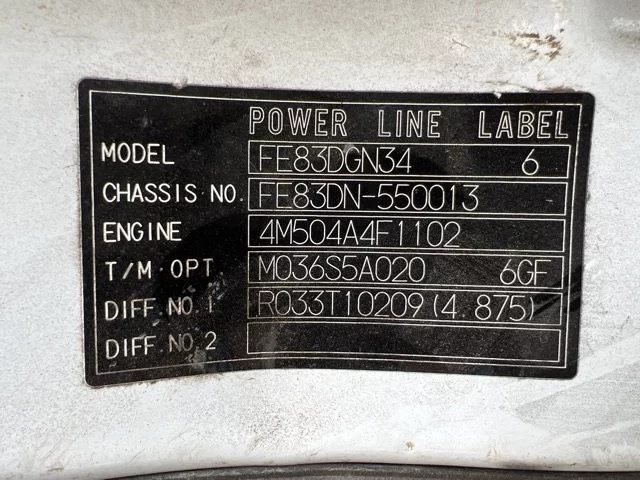 POWER LINE LABEL
MODEL FE83DGN34 6
CHASSIS NO. FE83DN-550013
ENGINE 4M504A4F1102
T/M OPT. M036S5A020 6GF
DIFF.NO.1 R033T10209(4.875)
DIFF.NO.2